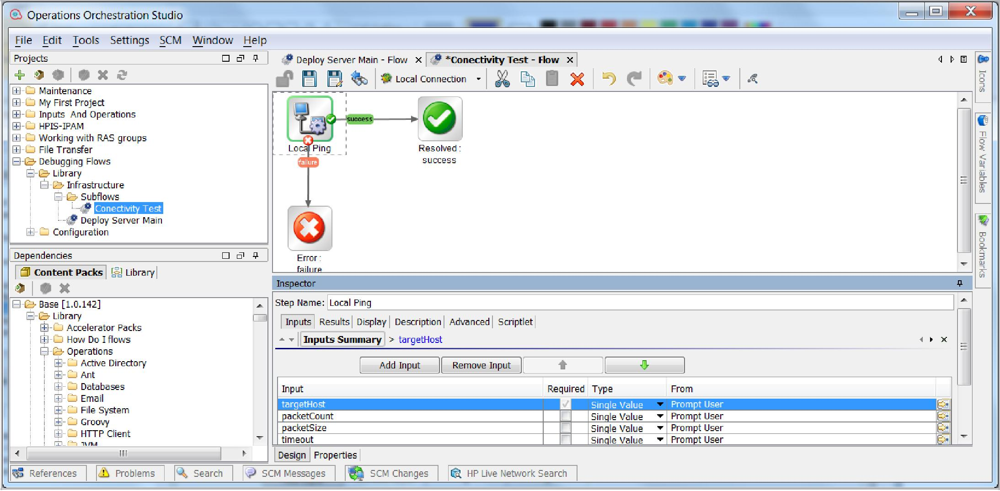 Operations Orchestration Studio
File Edit Tools Settings SCM Window Help
Projects
Maintenance
My First Project
Inputs And Operations
HPIS-IPAM
Working with RAS groups
File Transfer
Debugging Flows
Library
Infrastructure
Subflows
Conectivity Test
Deploy Server Main
Configuration
Dependencies
Content Packs Library
Base [1.0.142]
Library
Accelerator Packs
How Do I flows
Operations
Active Directory
Ant
Databases
Email
File System
Groovy
HTTP Client
JVM
Deploy Server Main - Flow *Conectivity Test - Flow
Local Connection
success
Local Ping
Resolved :
success
failure
Error :
failure
Inspector
Step Name: Local Ping
Inputs Results Display Description Advanced Scriptlet
Inputs Summary > targetHost
Add Input Remove Input
Input Required Type From
targetHost Single Value Prompt User
packetCount Single Value Prompt User
packetSize Single Value Prompt User
timeout Single Value Prompt User
Design Properties
Icons
Flow Variables
Bookmarks
References Problems Search SCM Messages SCM Changes HP Live Network Search